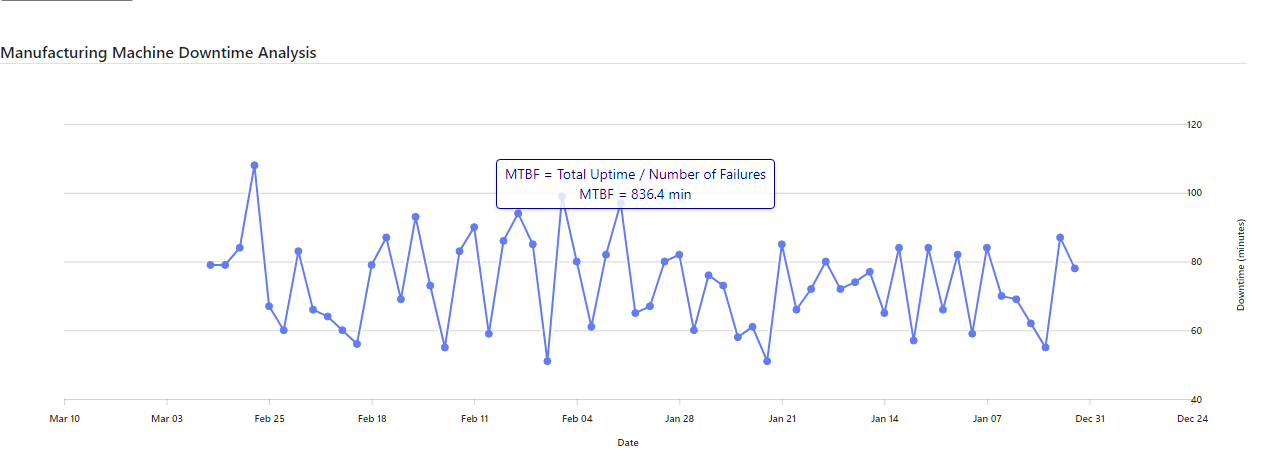 Manufacturing Machine Downtime Analysis
MTBF = Total Uptime / Number of Failures
MTBF = 836.4 min
120
100
80
60
40
Downtime (minutes)
Mar 10 Mar 03 Feb 25 Feb 18 Feb 11 Feb 04 Jan 28 Jan 21 Jan 14 Jan 07 Dec 31 Dec 24
Date